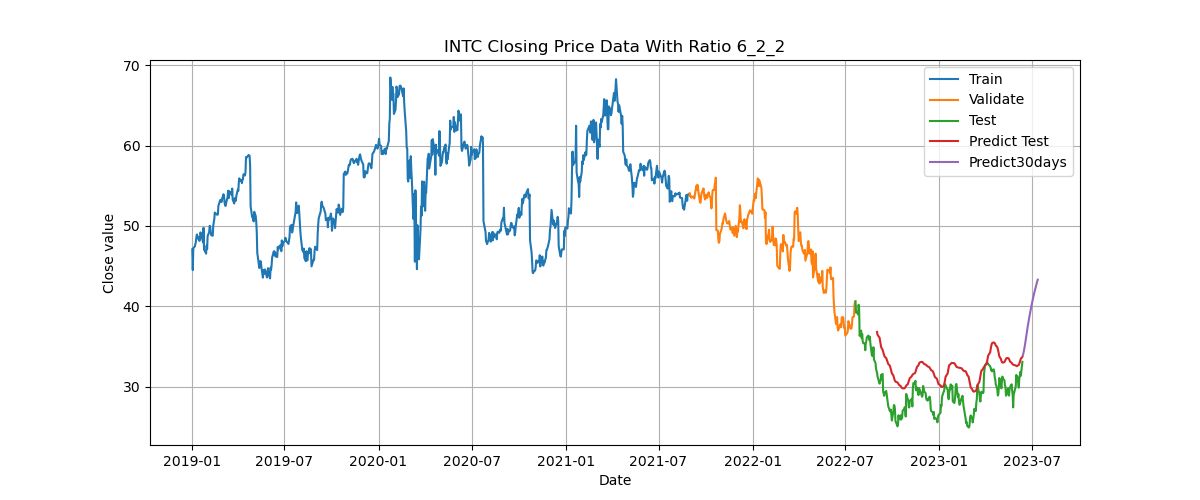 INTC Closing Price Data With Ratio 6_2_2
Close value
70
60
50
40
30
Train
Validate
Test
Predict Test
Predict30days
2019-01 2019-07 2020-01 2020-07 2021-01 2021-07 2022-01 2022-07 2023-01 2023-07
Date